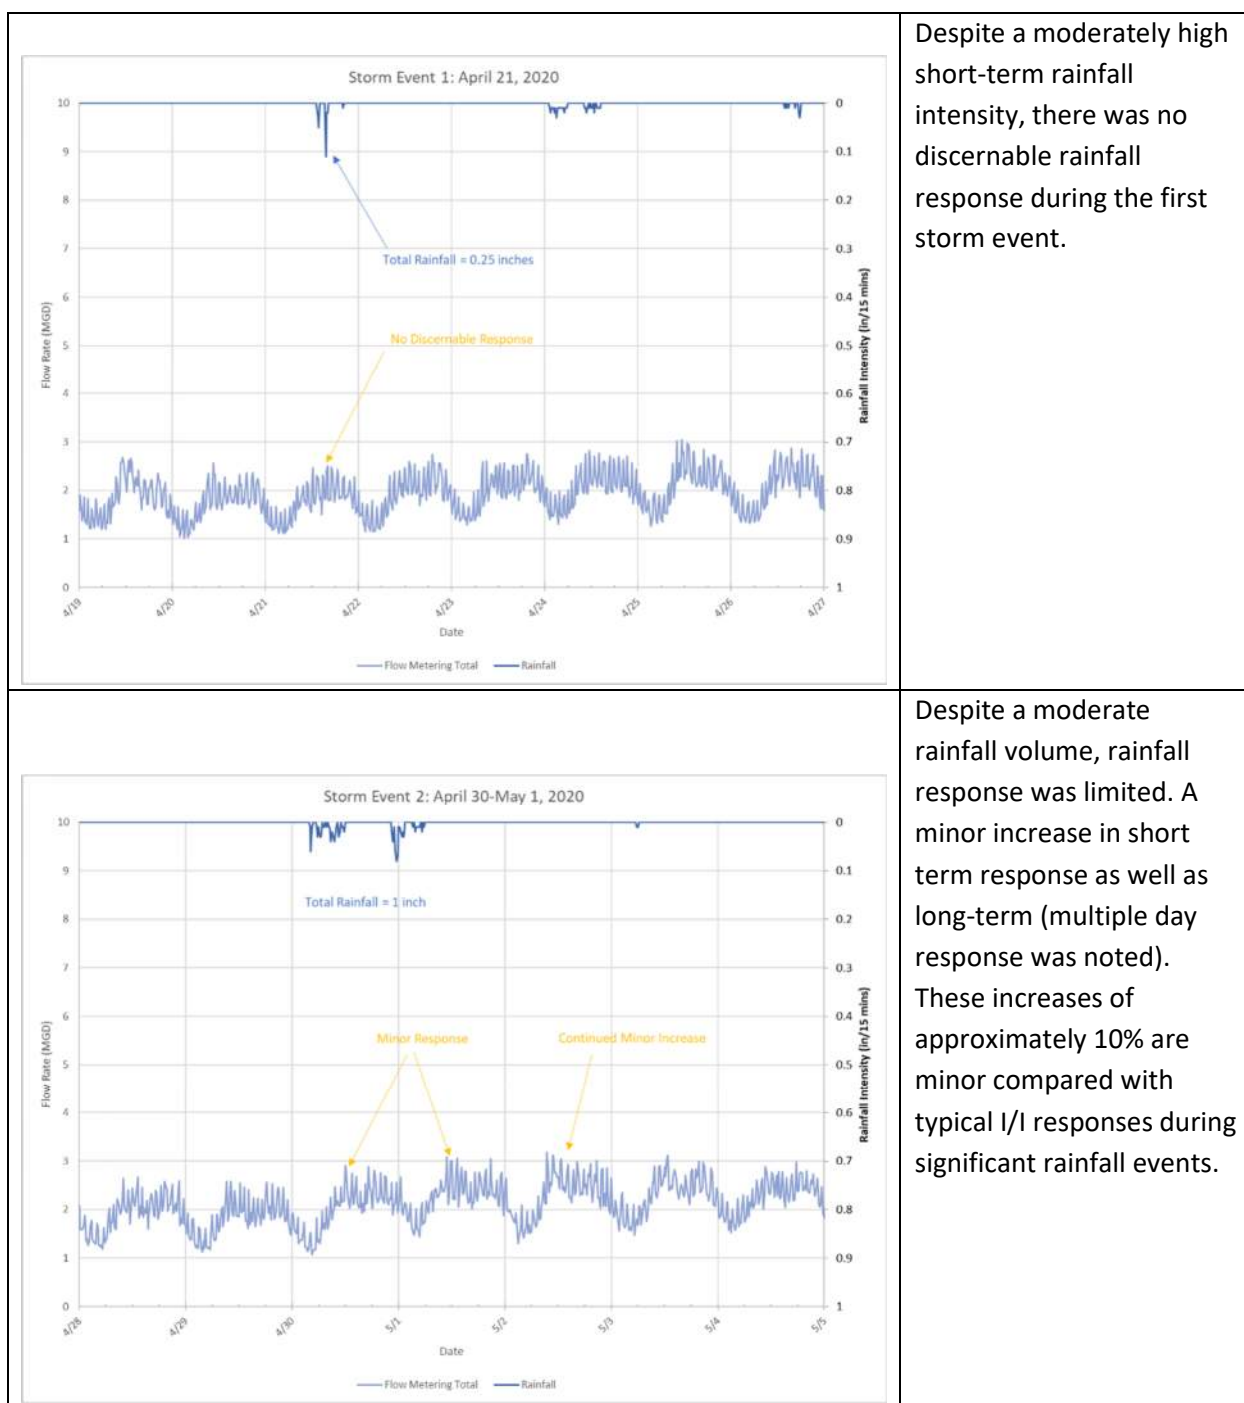 Storm Event 1: April 21, 2020
10
9
8
7
6
5
4
3
2
1
0
Flow Rate (MGD)
0
0.1
0.2
0.3
0.4
0.5
0.6
0.7
0.8
0.9
1
Rainfall Intensity (in/15 mins)
Total Rainfall = 0.25 inches
No Discernable Response
4/19
4/20
4/21
4/22
4/23
4/24
4/25
4/26
4/27
Date
Flow Metering Total
Rainfall
Despite a moderately high
short-term rainfall
intensity, there was no
discernable rainfall
response during the first
storm event.
Storm Event 2: April 30-May 1, 2020
10
9
8
7
6
5
4
3
2
1
0
Flow Rate (MGD)
0
0.1
0.2
0.3
0.4
0.5
0.6
0.7
0.8
0.9
1
Rainfall Intensity (in/15 mins)
Total Rainfall = 1 inch
Minor Response
Continued Minor Increase
4/28
4/29
4/30
5/1
5/2
5/3
5/4
5/5
Date
Flow Metering Total
Rainfall
Despite a moderate
rainfall volume, rainfall
response was limited. A
minor increase in short
term response as well as
long-term (multiple day
response was noted).
These increases of
approximately 10% are
minor compared with
typical I/I responses during
significant rainfall events.